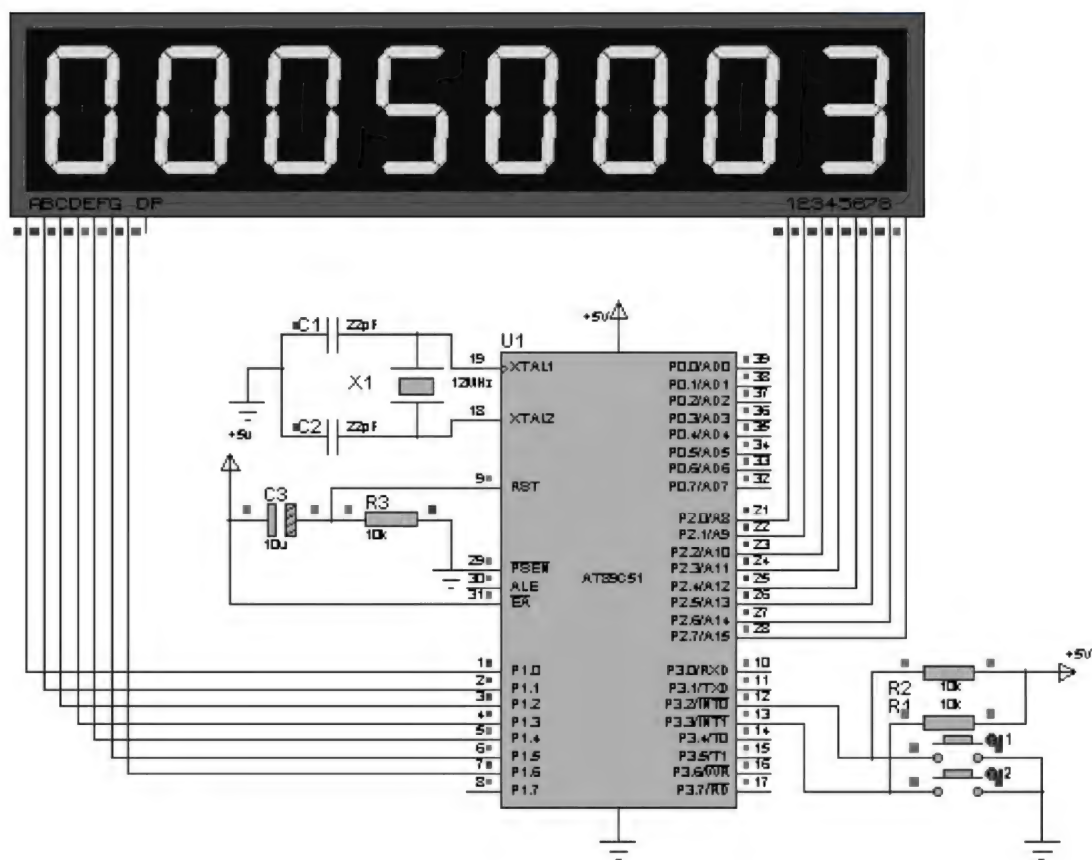 00050003
ABCDEFG DP
12345678
C1 22pF
+5V
U1
19
XTAL1
X1
12MHz
18
XTAL2
C2 22pF
+5u
9
RST
C3
10u
R3
10k
29
PSEN
30
ALE
31
EA
AT89C51
P0.0/AD0 39
P0.1/AD1 38
P0.2/AD2 37
P0.3/AD3 36
P0.4/AD4 35
P0.5/AD5 34
P0.6/AD6 33
P0.7/AD7 32
P2.0/A8 21
P2.1/A9 22
P2.2/A10 23
P2.3/A11 24
P2.4/A12 25
P2.5/A13 26
P2.6/A14 27
P2.7/A15 28
1 P1.0
2 P1.1
3 P1.2
4 P1.3
5 P1.4
6 P1.5
7 P1.6
8 P1.7
P3.0/RXD 10
P3.1/TXD 11
P3.2/INT0 12
P3.3/INT1 13
P3.4/T0 14
P3.5/T1 15
P3.6/WR 16
P3.7/RD 17
+5V
R2
10k
R1
10k